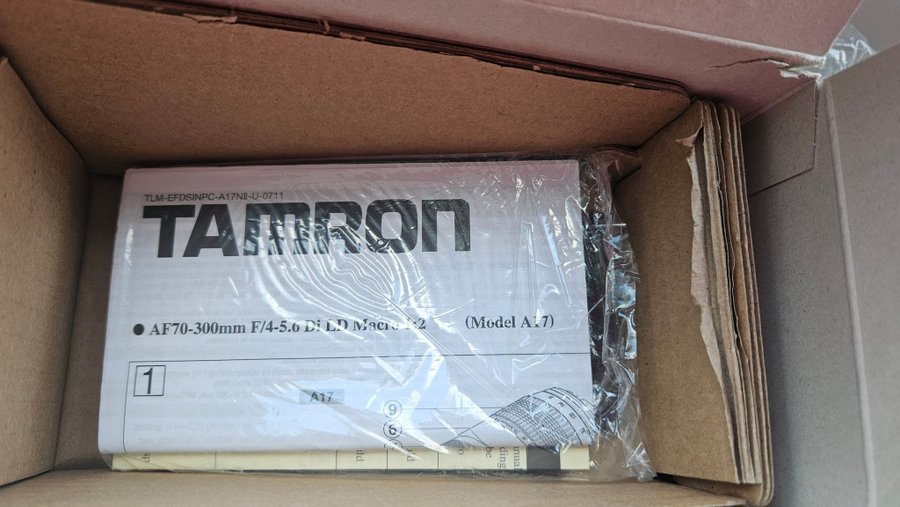 TLM-EFDSINPC-A17NII-U-0711
TAMRON
● AF70-300mm F/4-5.6 Di LD Macro 1:2 (Model A17)
1
A17
9